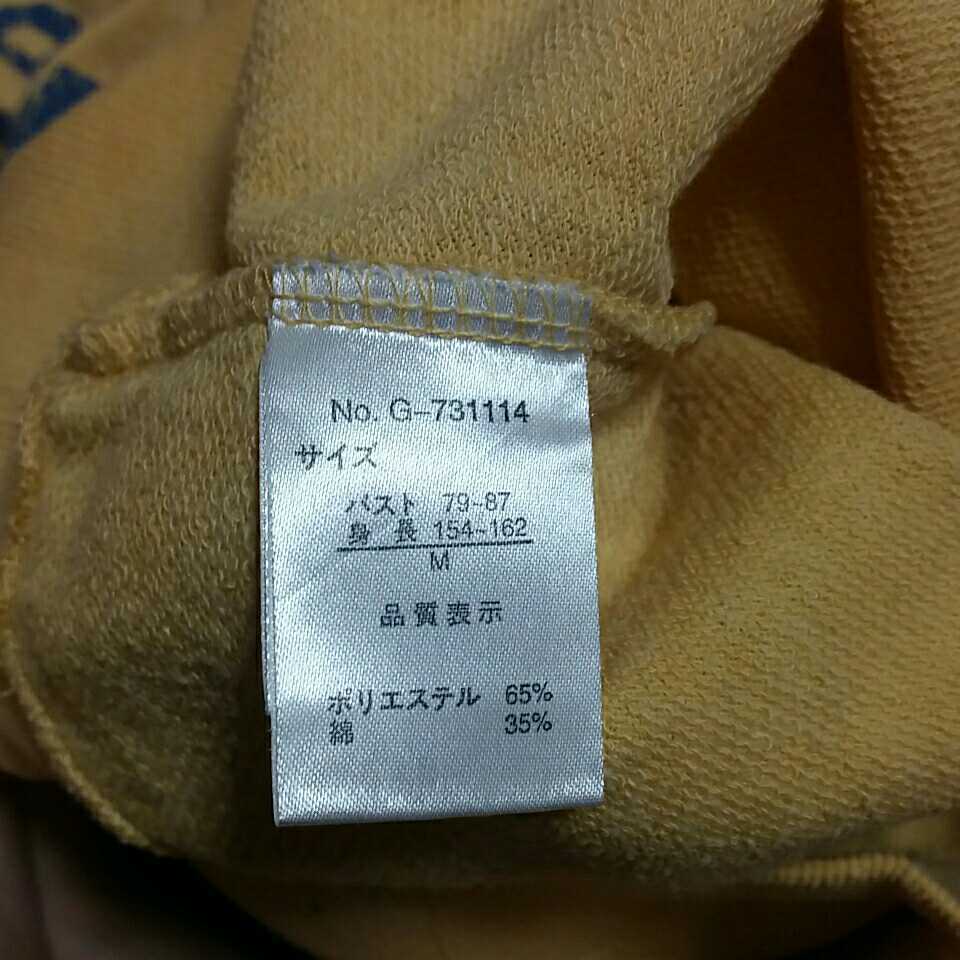 No. G-731114
サイズ
バスト 79~87
身長 154~162
M
品質表示
ポリエステル 65%
綿 35%